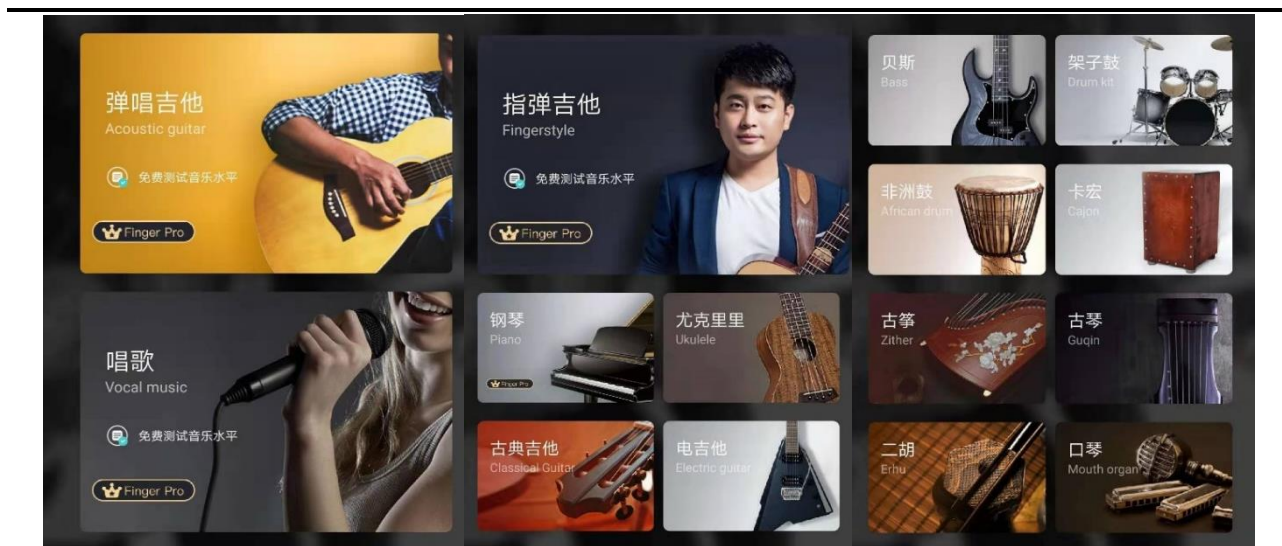 弹唱吉他
Acoustic guitar
免费测试音乐水平
Finger Pro
唱歌
Vocal music
免费测试音乐水平
Finger Pro
指弹吉他
Fingerstyle
免费测试音乐水平
Finger Pro
钢琴
Piano
Finger Pro
尤克里里
Ukulele
古典吉他
Classical Guitar
电吉他
Electric guitar
贝斯
Bass
架子鼓
Drum kit
非洲鼓
African drum
卡宏
Cajon
古筝
Zither
古琴
Guqin
二胡
Erhu
口琴
Mouth organ